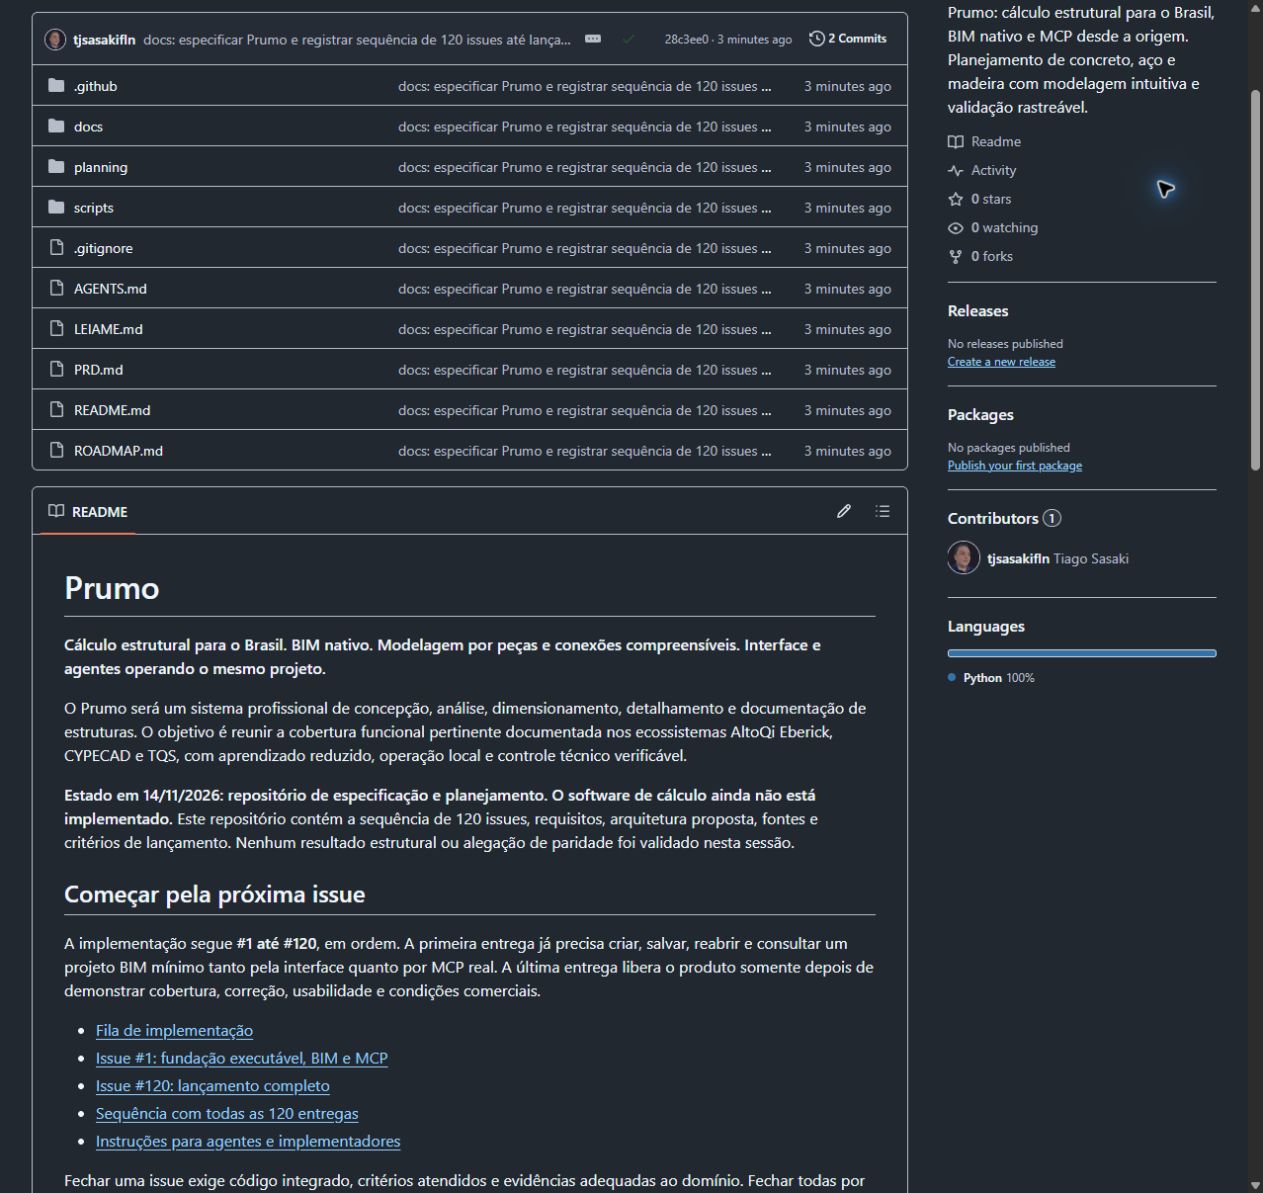 tjsasakifln docs: especificar Prumo e registrar sequência de 120 issues até lança... 28c3ee0 · 3 minutes ago 2 Commits
.github docs: especificar Prumo e registrar sequência de 120 issues ... 3 minutes ago
docs docs: especificar Prumo e registrar sequência de 120 issues ... 3 minutes ago
planning docs: especificar Prumo e registrar sequência de 120 issues ... 3 minutes ago
scripts docs: especificar Prumo e registrar sequência de 120 issues ... 3 minutes ago
.gitignore docs: especificar Prumo e registrar sequência de 120 issues ... 3 minutes ago
AGENTS.md docs: especificar Prumo e registrar sequência de 120 issues ... 3 minutes ago
LEIAME.md docs: especificar Prumo e registrar sequência de 120 issues ... 3 minutes ago
PRD.md docs: especificar Prumo e registrar sequência de 120 issues ... 3 minutes ago
README.md docs: especificar Prumo e registrar sequência de 120 issues ... 3 minutes ago
ROADMAP.md docs: especificar Prumo e registrar sequência de 120 issues ... 3 minutes ago
README
Prumo
Cálculo estrutural para o Brasil. BIM nativo. Modelagem por peças e conexões compreensíveis. Interface e
agentes operando o mesmo projeto.
O Prumo será um sistema profissional de concepção, análise, dimensionamento, detalhamento e documentação de
estruturas. O objetivo é reunir a cobertura funcional pertinente documentada nos ecossistemas AltoQi Eberick,
CYPECAD e TQS, com aprendizado reduzido, operação local e controle técnico verificável.
Estado em 14/11/2026: repositório de especificação e planejamento. O software de cálculo ainda não está
implementado. Este repositório contém a sequência de 120 issues, requisitos, arquitetura proposta, fontes e
critérios de lançamento. Nenhum resultado estrutural ou alegação de paridade foi validado nesta sessão.
Começar pela próxima issue
A implementação segue #1 até #120, em ordem. A primeira entrega já precisa criar, salvar, reabrir e consultar um
projeto BIM mínimo tanto pela interface quanto por MCP real. A última entrega libera o produto somente depois de
demonstrar cobertura, correção, usabilidade e condições comerciais.
Fila de implementação
Issue #1: fundação executável, BIM e MCP
Issue #120: lançamento completo
Sequência com todas as 120 entregas
Instruções para agentes e implementadores
Fechar uma issue exige código integrado, critérios atendidos e evidências adequadas ao domínio. Fechar todas por
Prumo: cálculo estrutural para o Brasil,
BIM nativo e MCP desde a origem.
Planejamento de concreto, aço e
madeira com modelagem intuitiva e
validação rastreável.
Readme
Activity
0 stars
0 watching
0 forks
Releases
No releases published
Create a new release
Packages
No packages published
Publish your first package
Contributors 1
tjsasakifln Tiago Sasaki
Languages
Python 100%